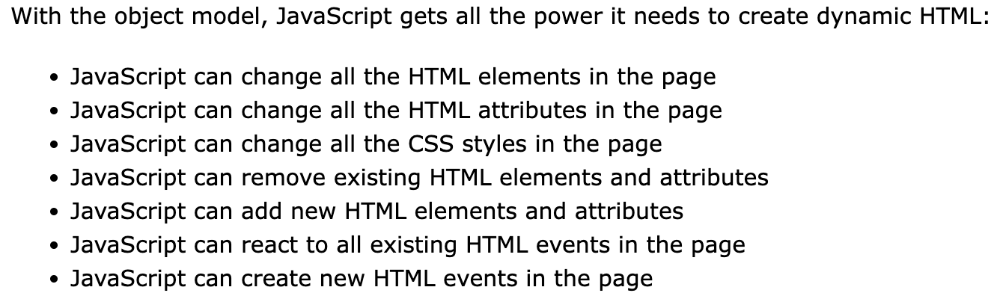 With the object model, JavaScript gets all the power it needs to create dynamic HTML:
• JavaScript can change all the HTML elements in the page
• JavaScript can change all the HTML attributes in the page
• JavaScript can change all the CSS styles in the page
• JavaScript can remove existing HTML elements and attributes
• JavaScript can add new HTML elements and attributes
• JavaScript can react to all existing HTML events in the page
• JavaScript can create new HTML events in the page